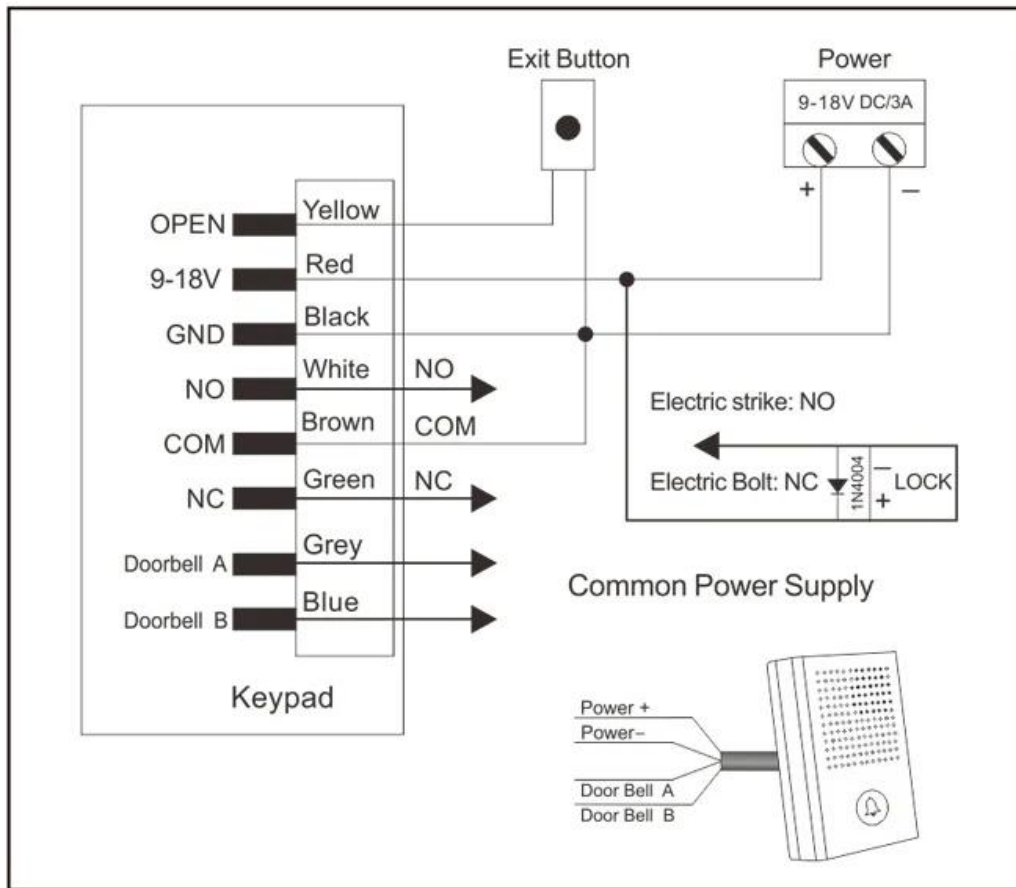 Exit Button
Power
9-18V DC/3A
+ −
OPEN Yellow
9-18V Red
GND Black
NO White NO
COM Brown COM
NC Green NC
Doorbell A Grey
Doorbell B Blue
Keypad
Electric strike: NO
Electric Bolt: NC
1N4004
−
+
LOCK
Common Power Supply
Power +
Power−
Door Bell A
Door Bell B